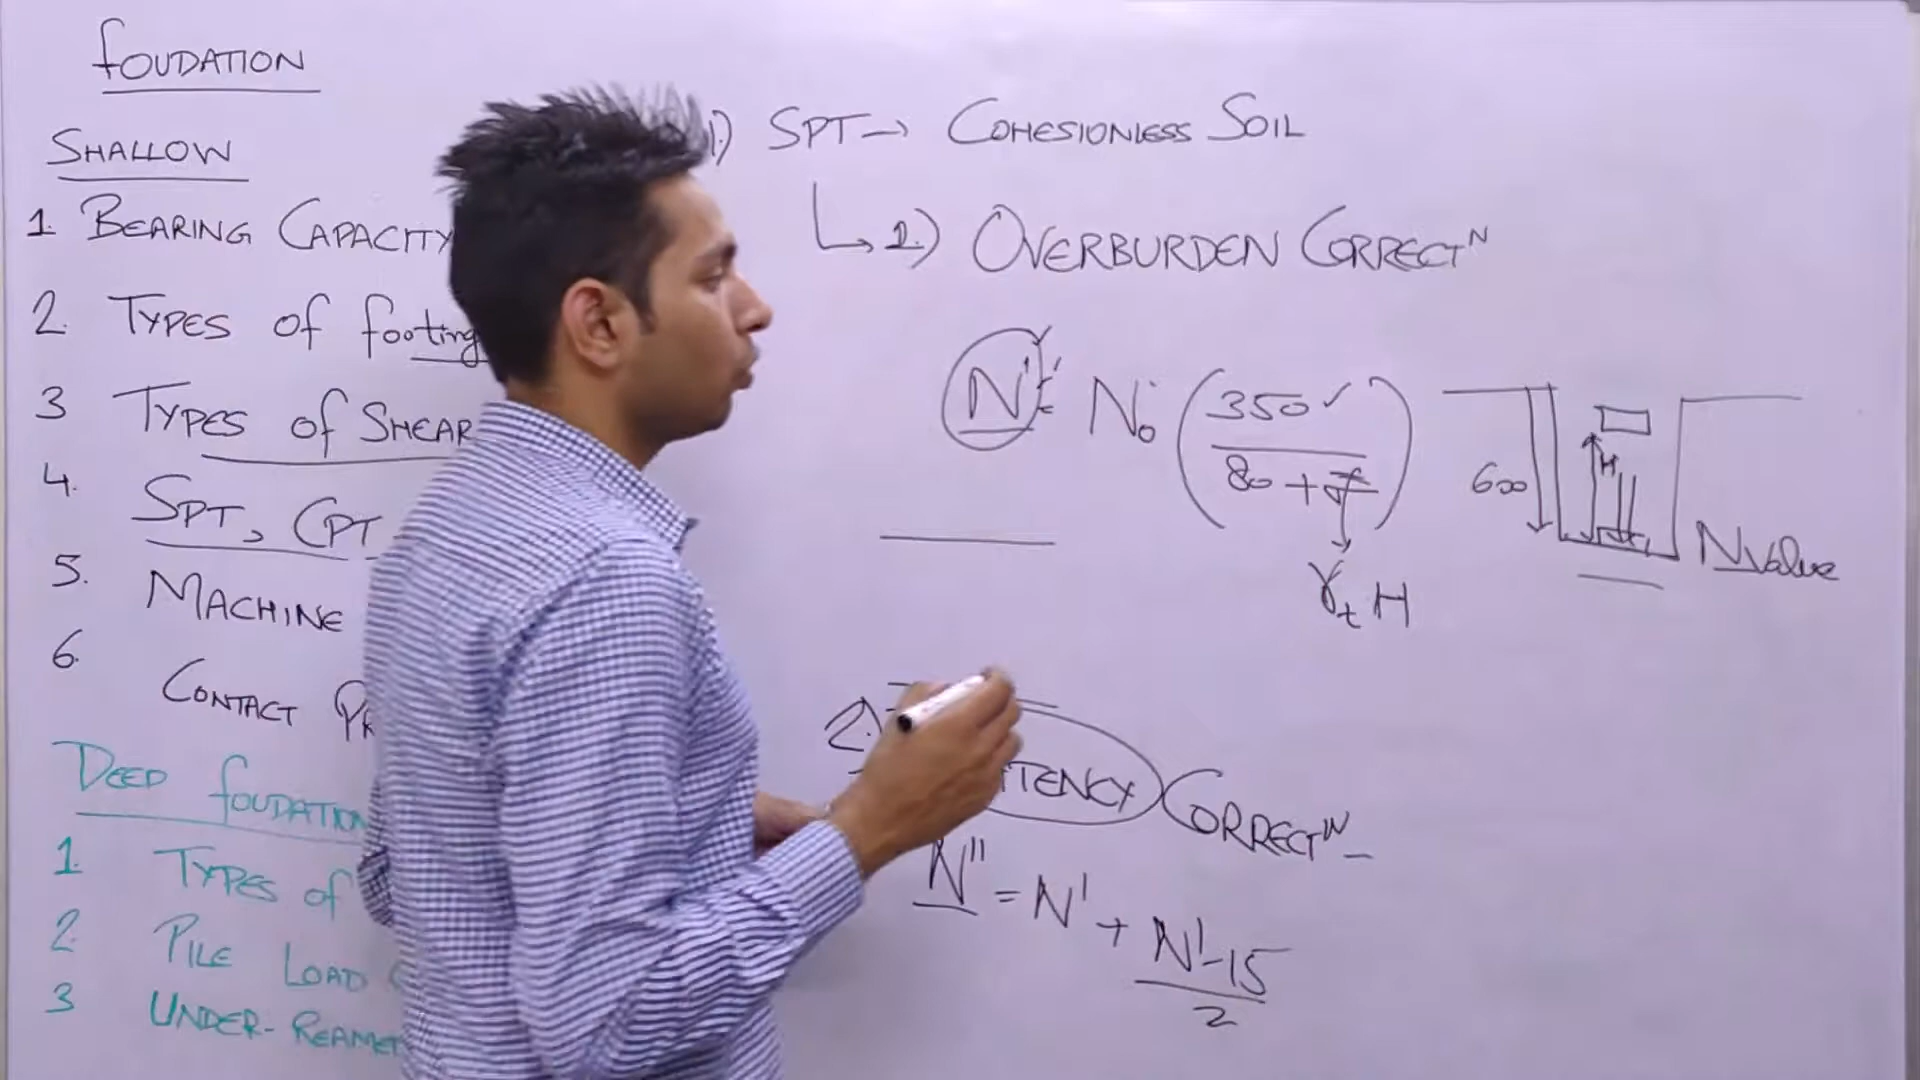 FOUDATION
SHALLOW
1. BEARING CAPACITY
2. TYPES of footing
3 TYPES of SHEAR
4. SPT, CPT
5. MACHINE
6. CONTACT
DEED FOUDATION
1 TYPES of
2 PILE LOAD
3 UNDER-REAMED
1) SPT → COHESIONLESS SOIL
1.) OVERBURDEN CORRECTᴺ
N' = N₀ (350 / 80 + σ̄)
γₜ H
600
H
N Value
2.) CORRECTᴺ -
N'' = N' + N'-15 / 2